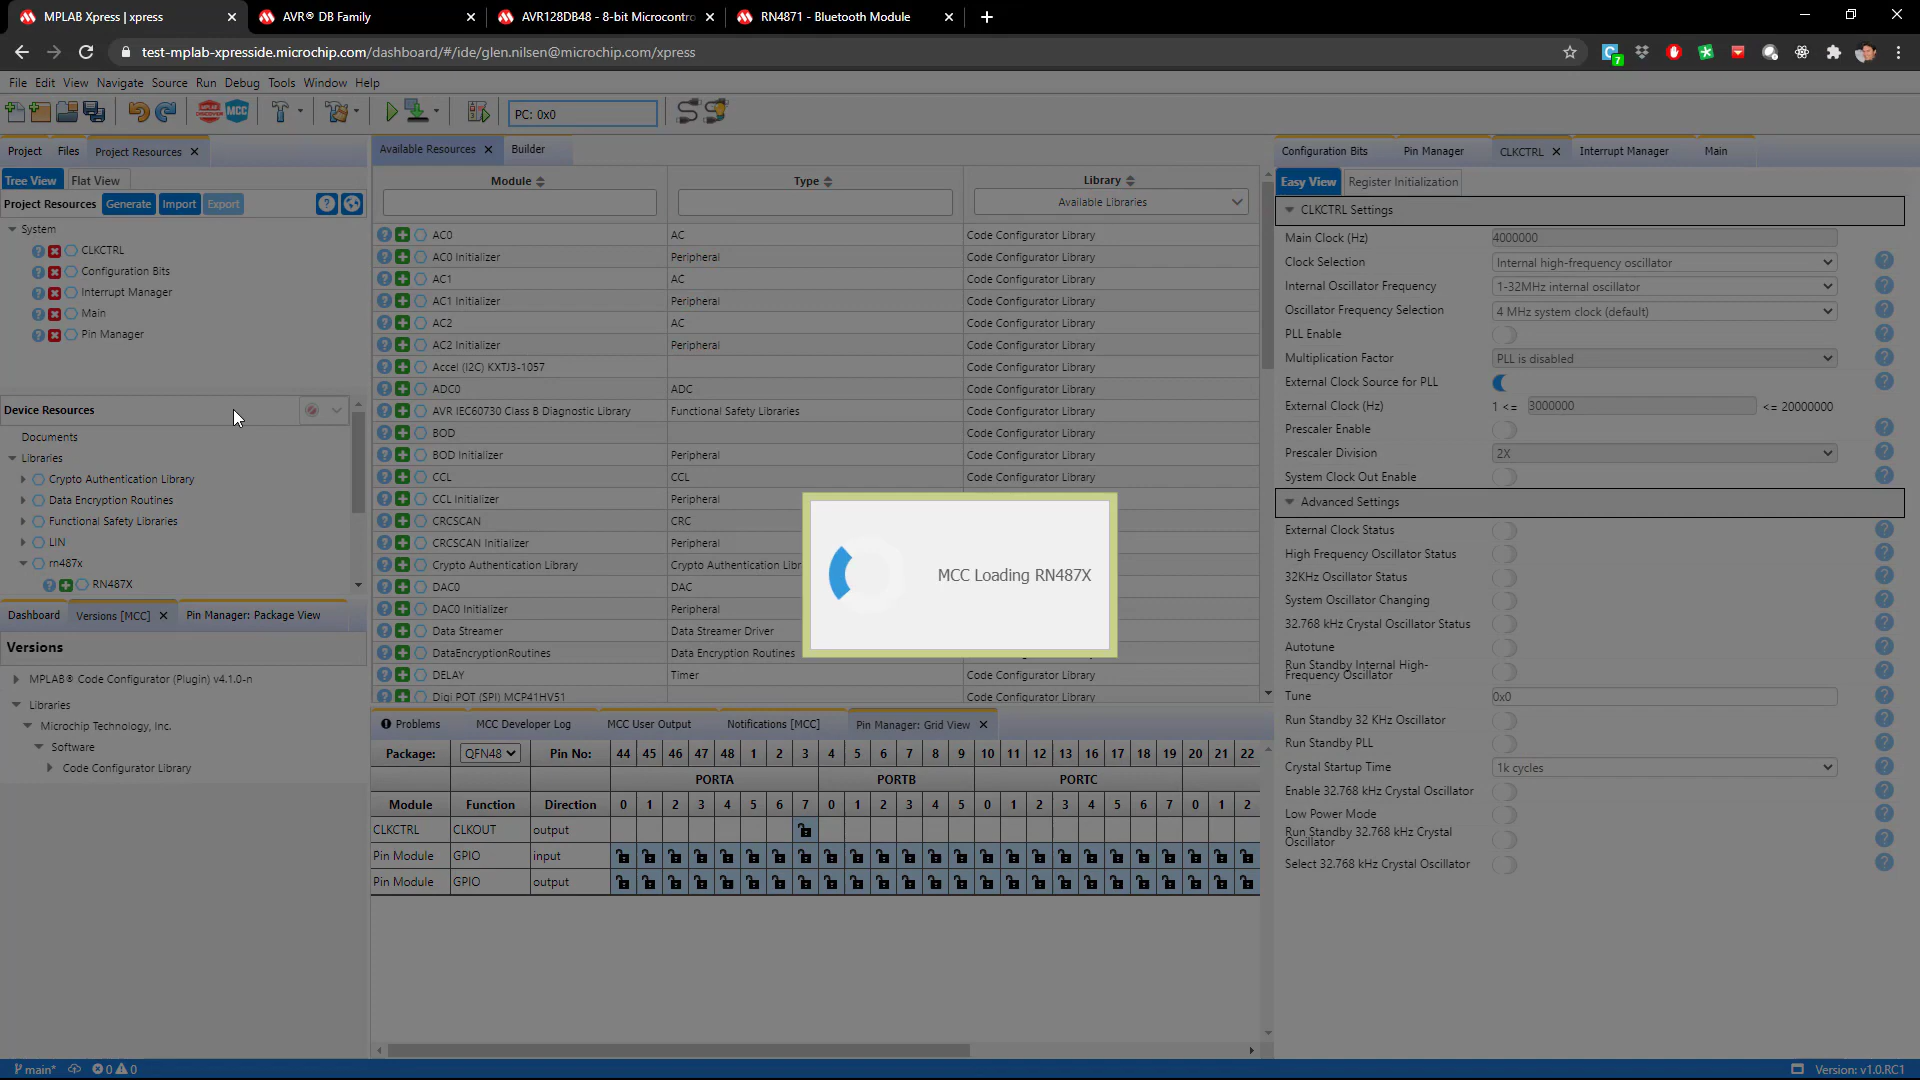 MPLAB Xpress | xpress
AVR® DB Family
AVR128DB48 - 8-bit Microcontro
RN4871 - Bluetooth Module
test-mplab-xpresside.microchip.com/dashboard/#/ide/glen.nilsen@microchip.com/xpress
7
File Edit View Navigate Source Run Debug Tools Window Help
MPLAB DISCOVER MCC
PC: 0x0
Project Files Project Resources
Tree View Flat View
Project Resources Generate Import Export
System
CLKCTRL
Configuration Bits
Interrupt Manager
Main
Pin Manager
Device Resources
Documents
Libraries
Crypto Authentication Library
Data Encryption Routines
Functional Safety Libraries
LIN
rn487x
RN487X
Dashboard Versions [MCC] Pin Manager: Package View
Versions
MPLAB® Code Configurator (Plugin) v4.1.0-n
Libraries
Microchip Technology, Inc.
Software
Code Configurator Library
Available Resources Builder
Module Type Library
Available Libraries
AC0 AC Code Configurator Library
AC0 Initializer Peripheral Code Configurator Library
AC1 AC Code Configurator Library
AC1 Initializer Peripheral Code Configurator Library
AC2 AC Code Configurator Library
AC2 Initializer Peripheral Code Configurator Library
Accel (I2C) KXTJ3-1057 Code Configurator Library
ADC0 ADC Code Configurator Library
AVR IEC60730 Class B Diagnostic Library Functional Safety Libraries Code Configurator Library
BOD Code Configurator Library
BOD Initializer Peripheral Code Configurator Library
CCL CCL Code Configurator Library
CCL Initializer Peripheral
CRCSCAN CRC
CRCSCAN Initializer Peripheral
Crypto Authentication Library Crypto Authentication Libr
DAC0 DAC
DAC0 Initializer Peripheral
Data Streamer Data Streamer Driver
DataEncryptionRoutines Data Encryption Routines
DELAY Timer Code Configurator Library
Digi POT (SPI) MCP41HV51 Code Configurator Library
MCC Loading RN487X
Problems MCC Developer Log MCC User Output Notifications [MCC] Pin Manager: Grid View
Package: QFN48 Pin No: 44 45 46 47 48 1 2 3 4 5 6 7 8 9 10 11 12 13 14 15 16 17 18 19 20 21 22
PORTA PORTB PORTC
Module Function Direction 0 1 2 3 4 5 6 7 0 1 2 3 4 5 0 1 2 3 4 5 6 7 0 1 2
CLKCTRL CLKOUT output
Pin Module GPIO input
Pin Module GPIO output
Configuration Bits Pin Manager CLKCTRL Interrupt Manager Main
Easy View Register Initialization
CLKCTRL Settings
Main Clock (Hz) 4000000
Clock Selection Internal high-frequency oscillator
Internal Oscillator Frequency 1-32MHz internal oscillator
Oscillator Frequency Selection 4 MHz system clock (default)
PLL Enable
Multiplication Factor PLL is disabled
External Clock Source for PLL
External Clock (Hz) 1 <= 3000000 <= 20000000
Prescaler Enable
Prescaler Division 2X
System Clock Out Enable
Advanced Settings
External Clock Status
High Frequency Oscillator Status
32KHz Oscillator Status
System Oscillator Changing
32.768 kHz Crystal Oscillator Status
Autotune
Run Standby Internal High-
Frequency Oscillator
Tune 0x0
Run Standby 32 KHz Oscillator
Run Standby PLL
Crystal Startup Time 1k cycles
Enable 32.768 kHz Crystal Oscillator
Low Power Mode
Run Standby 32.768 kHz Crystal
Oscillator
Select 32.768 kHz Crystal Oscillator
main* 0 0
Version: v1.0.RC1